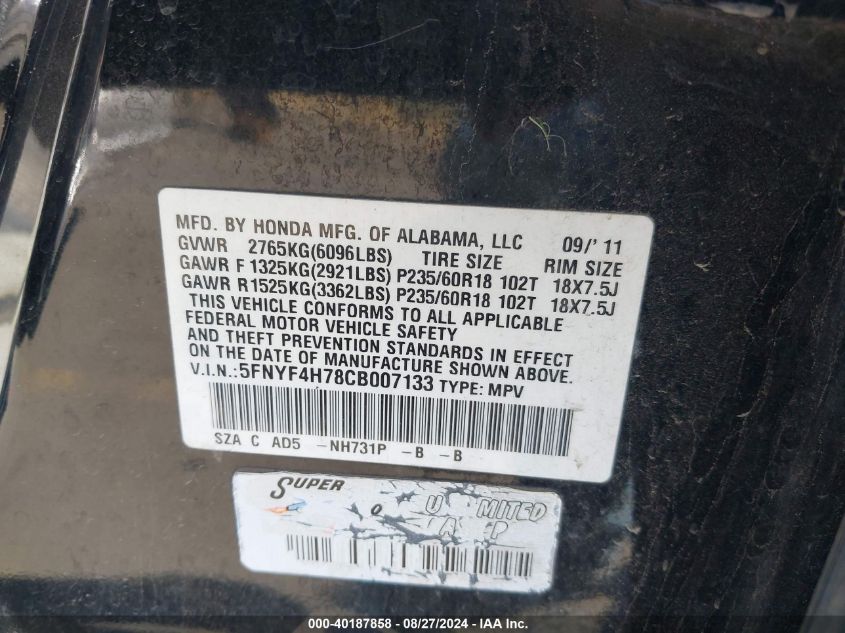 MFD. BY HONDA MFG. OF ALABAMA, LLC 09/' 11
GVWR 2765KG(6096LBS) TIRE SIZE RIM SIZE
GAWR F 1325KG(2921LBS) P235/60R18 102T 18X7.5J
GAWR R 1525KG(3362LBS) P235/60R18 102T 18X7.5J
THIS VEHICLE CONFORMS TO ALL APPLICABLE
FEDERAL MOTOR VEHICLE SAFETY
AND THEFT PREVENTION STANDARDS IN EFFECT
ON THE DATE OF MANUFACTURE SHOWN ABOVE.
V.I.N.:5FNYF4H78CB007133 TYPE: MPV
SZA C AD5 -NH731P -B -B
SUPER
000-40187858 - 08/27/2024 - IAA Inc.